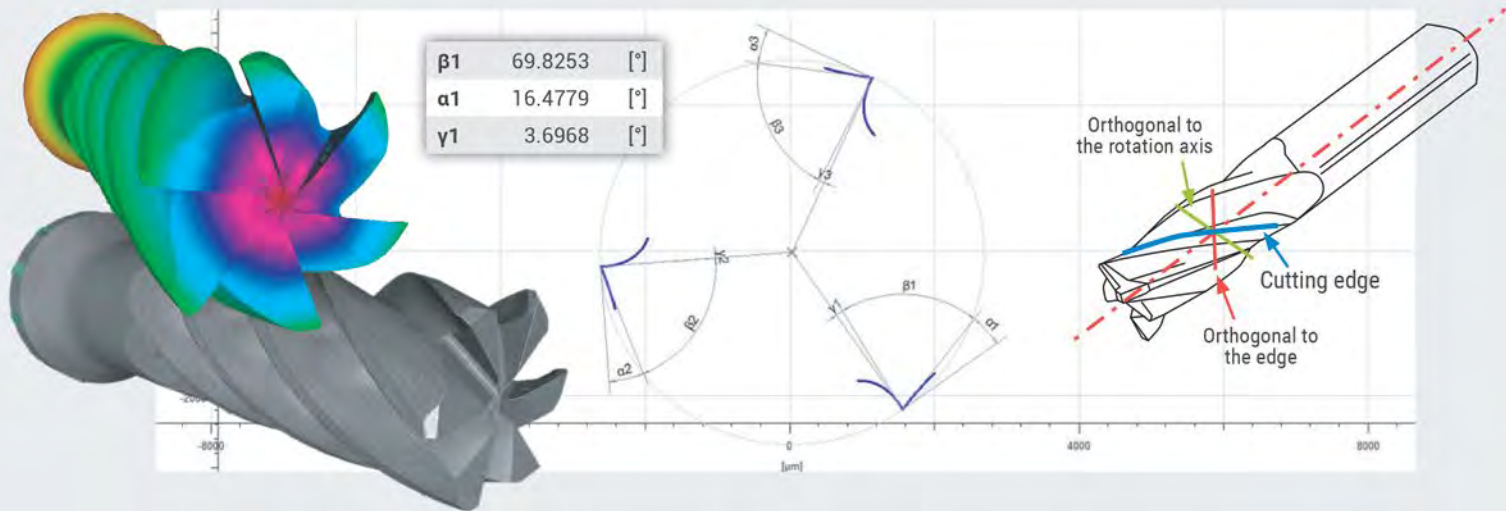 β1 69.8253 [°]
α1 16.4779 [°]
γ1 3.6968 [°]
α3
β3
γ3
γ2
β2
α2
β1
γ1
α1
-8000
0
4000
8000
[µm]
Orthogonal to
the rotation axis
Cutting edge
Orthogonal to
the edge